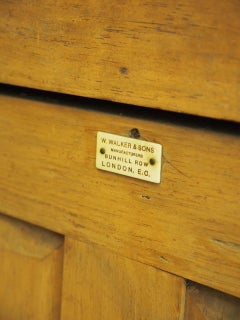 W. WALKER & SONS
MANUFACTURERS
BUNHILL ROW
LONDON, E.C.